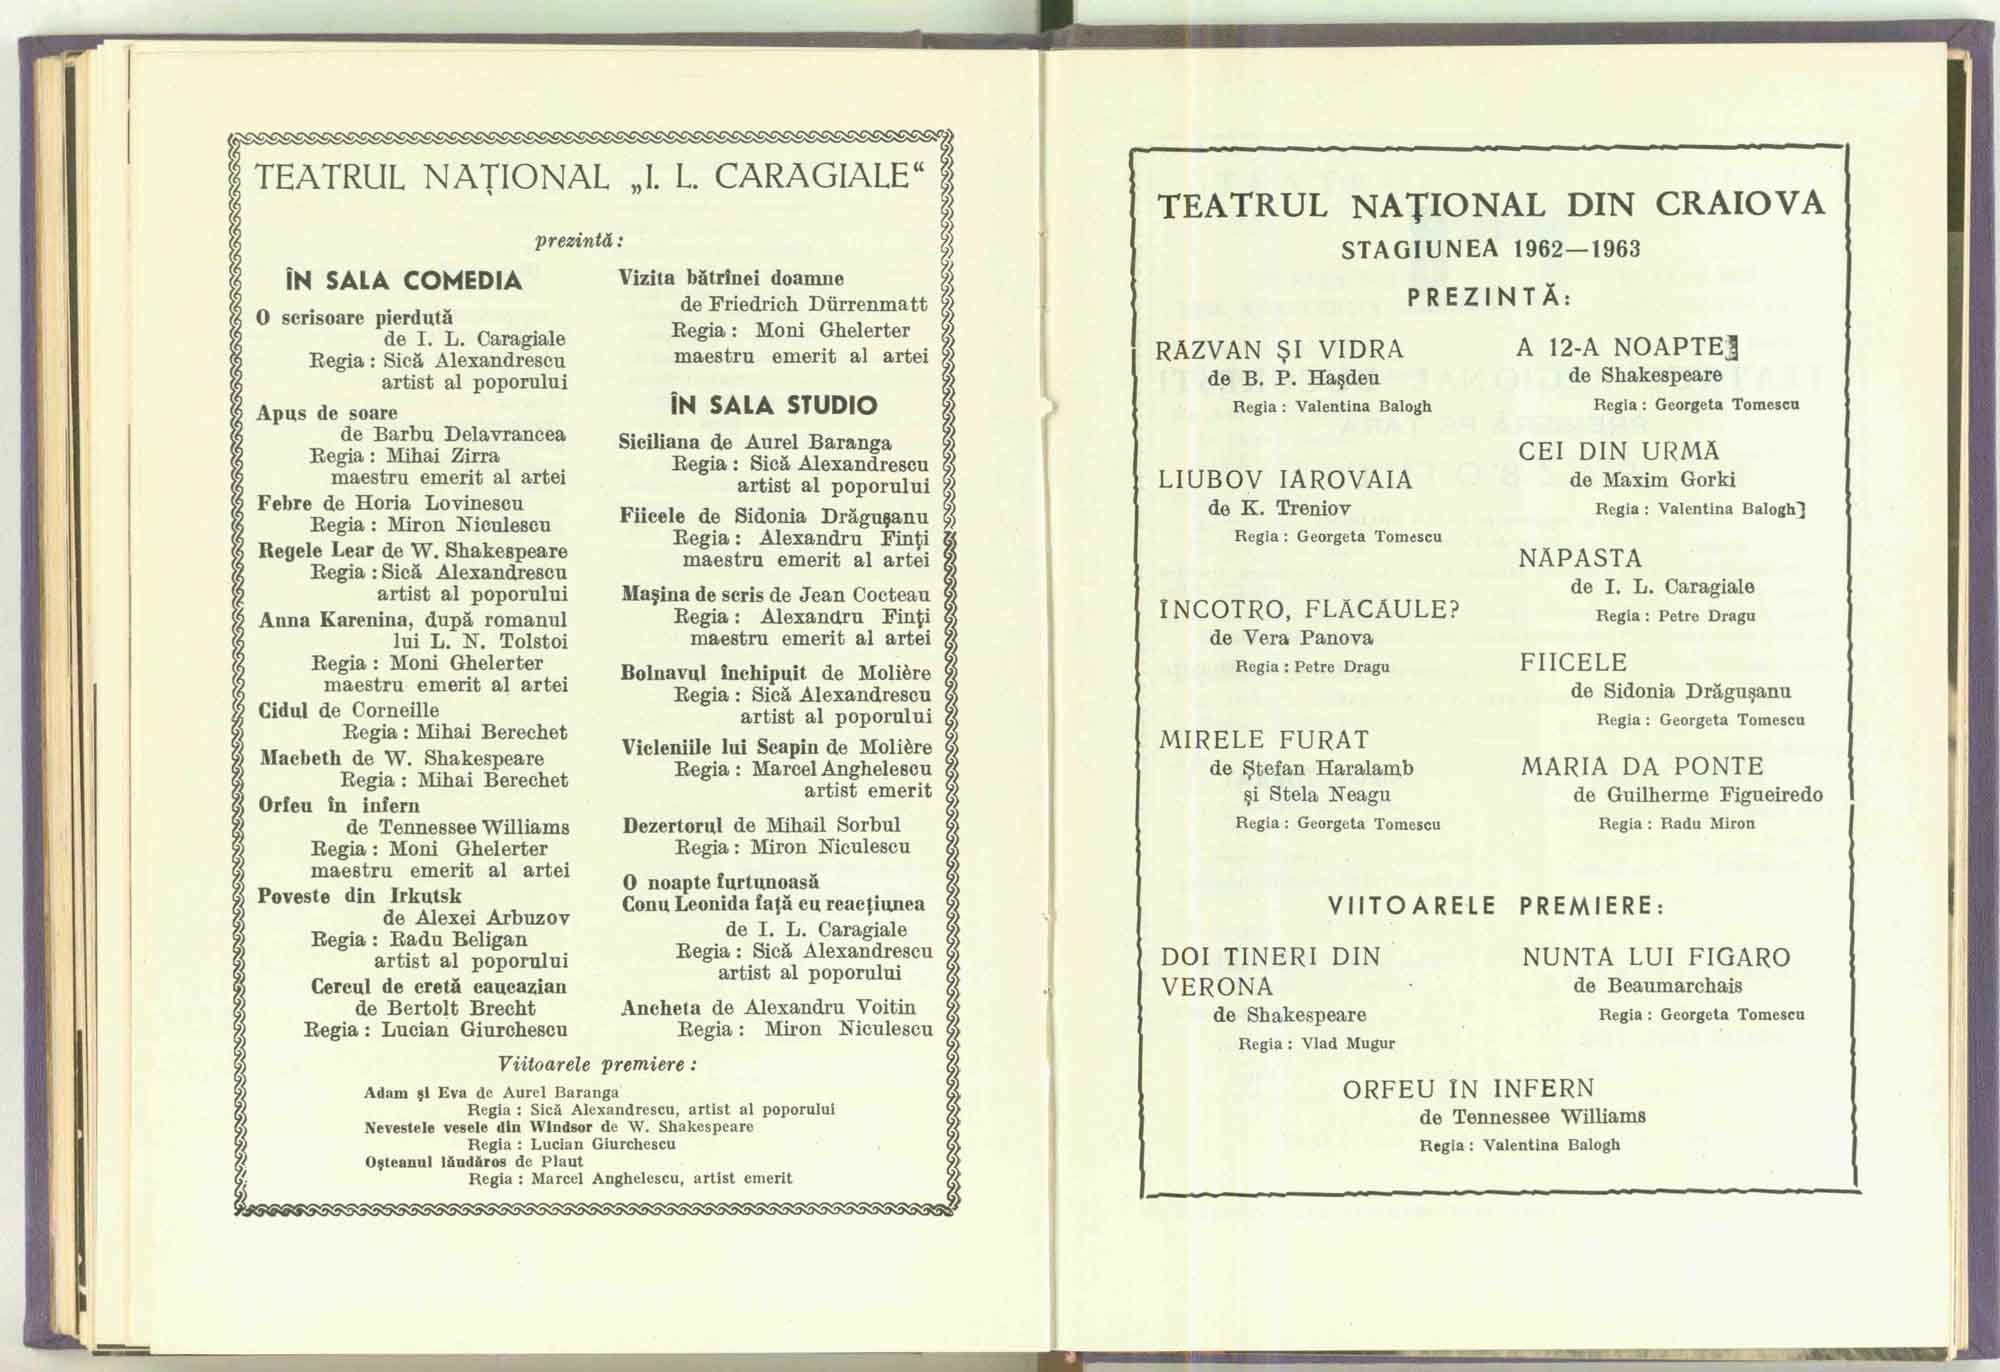 TEATRUL NAȚIONAL „I. L. CARAGIALE“
prezintă :
ÎN SALA COMEDIA
O scrisoare pierdută
de I. L. Caragiale
Regia : Sică Alexandrescu
artist al poporului
Apus de soare
de Barbu Delavrancea
Regia : Mihai Zirra
maestru emerit al artei
Febre de Horia Lovinescu
Regia : Miron Niculescu
Regele Lear de W. Shakespeare
Regia : Sică Alexandrescu
artist al poporului
Anna Karenina, după romanul
lui L. N. Tolstoi
Regia : Moni Ghelerter
maestru emerit al artei
Cidul de Corneille
Regia : Mihai Berechet
Macbeth de W. Shakespeare
Regia : Mihai Berechet
Orfeu în infern
de Tennessee Williams
Regia : Moni Ghelerter
maestru emerit al artei
Poveste din Irkutsk
de Alexei Arbuzov
Regia : Radu Beligan
artist al poporului
Cercul de cretă caucazian
de Bertolt Brecht
Regia : Lucian Giurchescu
Vizita bătrînei doamne
de Friedrich Dürrenmatt
Regia : Moni Ghelerter
maestru emerit al artei
ÎN SALA STUDIO
Siciliana de Aurel Baranga
Regia : Sică Alexandrescu
artist al poporului
Fiicele de Sidonia Drăgușanu
Regia : Alexandru Finți
maestru emerit al artei
Mașina de scris de Jean Cocteau
Regia : Alexandru Finți
maestru emerit al artei
Bolnavul închipuit de Molière
Regia : Sică Alexandrescu
artist al poporului
Vicleniile lui Scapin de Molière
Regia : Marcel Anghelescu
artist emerit
Dezertorul de Mihail Sorbul
Regia : Miron Niculescu
O noapte furtunoasă
Conu Leonida față cu reacțiunea
de I. L. Caragiale
Regia : Sică Alexandrescu
artist al poporului
Ancheta de Alexandru Voitin
Regia : Miron Niculescu
Viitoarele premiere :
Adam și Eva de Aurel Baranga
Regia : Sică Alexandrescu, artist al poporului
Nevestele vesele din Windsor de W. Shakespeare
Regia : Lucian Giurchescu
Oșteanul lăudăros de Plaut
Regia : Marcel Anghelescu, artist emerit
TEATRUL NAȚIONAL DIN CRAIOVA
STAGIUNEA 1962—1963
PREZINTĂ:
RĂZVAN ȘI VIDRA
de B. P. Hașdeu
Regia : Valentina Balogh
LIUBOV IAROVAIA
de K. Treniov
Regia : Georgeta Tomescu
ÎNCOTRO, FLĂCĂULE?
de Vera Panova
Regia : Petre Dragu
MIRELE FURAT
de Ștefan Haralamb
și Stela Neagu
Regia : Georgeta Tomescu
A 12-A NOAPTE
de Shakespeare
Regia : Georgeta Tomescu
CEI DIN URMĂ
de Maxim Gorki
Regia : Valentina Balogh]
NĂPASTA
de I. L. Caragiale
Regia : Petre Dragu
FIICELE
de Sidonia Drăgușanu
Regia : Georgeta Tomescu
MARIA DA PONTE
de Guilherme Figueiredo
Regia : Radu Miron
VIITOARELE PREMIERE:
DOI TINERI DIN
VERONA
de Shakespeare
Regia : Vlad Mugur
NUNTA LUI FIGARO
de Beaumarchais
Regia : Georgeta Tomescu
ORFEU ÎN INFERN
de Tennessee Williams
Regia : Valentina Balogh